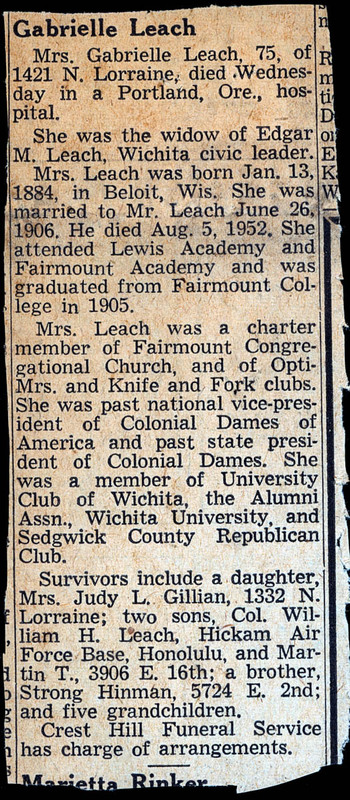 Gabrielle Leach
Mrs. Gabrielle Leach, 75, of
1421 N. Lorraine, died Wednes-
day in a Portland, Ore., hos-
pital.
She was the widow of Edgar
M. Leach, Wichita civic leader.
Mrs. Leach was born Jan. 13,
1884, in Beloit, Wis. She was
married to Mr. Leach June 26,
1906. He died Aug. 5, 1952. She
attended Lewis Academy and
Fairmount Academy and was
graduated from Fairmount Col-
lege in 1905.
Mrs. Leach was a charter
member of Fairmount Congre-
gational Church, and of Opti-
Mrs. and Knife and Fork clubs.
She was past national vice-pres-
ident of Colonial Dames of
America and past state presi-
dent of Colonial Dames. She
was a member of University
Club of Wichita, the Alumni
Assn., Wichita University, and
Sedgwick County Republican
Club.
Survivors include a daughter,
Mrs. Judy L. Gillian, 1332 N.
Lorraine; two sons, Col. Wil-
liam H. Leach, Hickam Air
Force Base, Honolulu, and Mar-
tin T., 3906 E. 16th; a brother,
Strong Hinman, 5724 E. 2nd;
and five grandchildren.
Crest Hill Funeral Service
has charge of arrangements.
Marietta Rinker